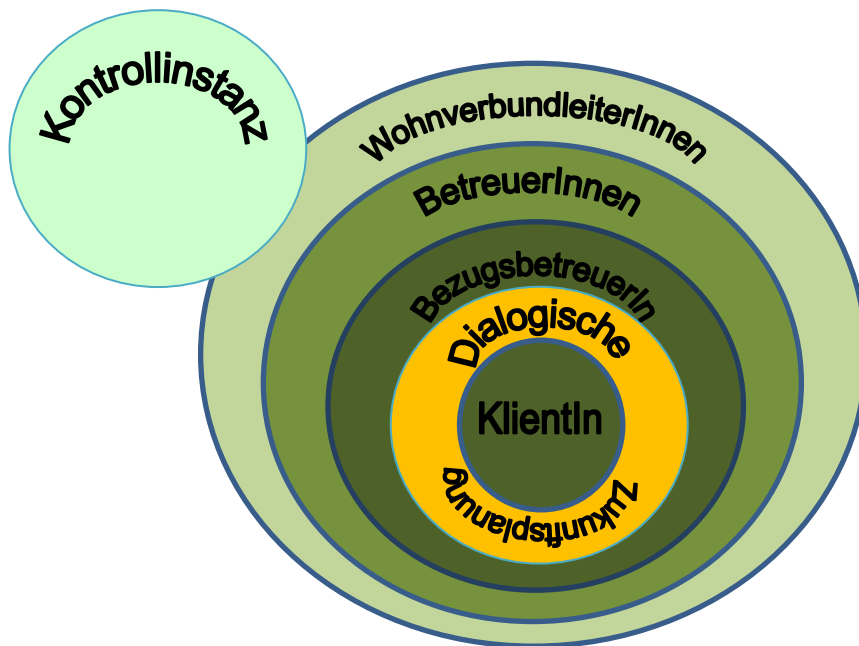 Kontrollinstanz
WohnverbundleiterInnen
BetreuerInnen
BezugsbetreuerIn
Dialogische
KlientIn
Zukunftsplanung